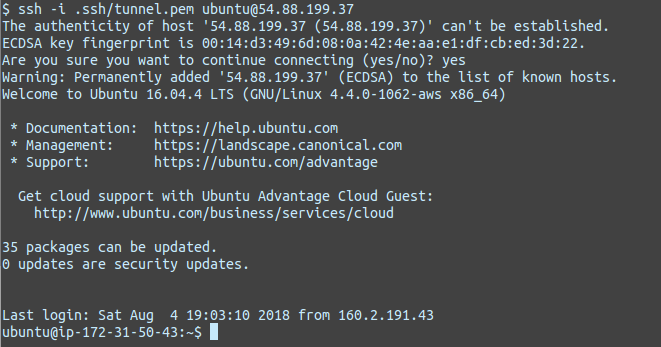 $ ssh -i .ssh/tunnel.pem ubuntu@54.88.199.37
The authenticity of host '54.88.199.37 (54.88.199.37)' can't be established.
ECDSA key fingerprint is 00:14:d3:49:6d:08:0a:42:4e:aa:e1:df:cb:ed:3d:22.
Are you sure you want to continue connecting (yes/no)? yes
Warning: Permanently added '54.88.199.37' (ECDSA) to the list of known hosts.
Welcome to Ubuntu 16.04.4 LTS (GNU/Linux 4.4.0-1062-aws x86_64)

 * Documentation:  https://help.ubuntu.com
 * Management:     https://landscape.canonical.com
 * Support:        https://ubuntu.com/advantage

  Get cloud support with Ubuntu Advantage Cloud Guest:
    http://www.ubuntu.com/business/services/cloud

35 packages can be updated.
0 updates are security updates.


Last login: Sat Aug  4 19:03:10 2018 from 160.2.191.43
ubuntu@ip-172-31-50-43:~$